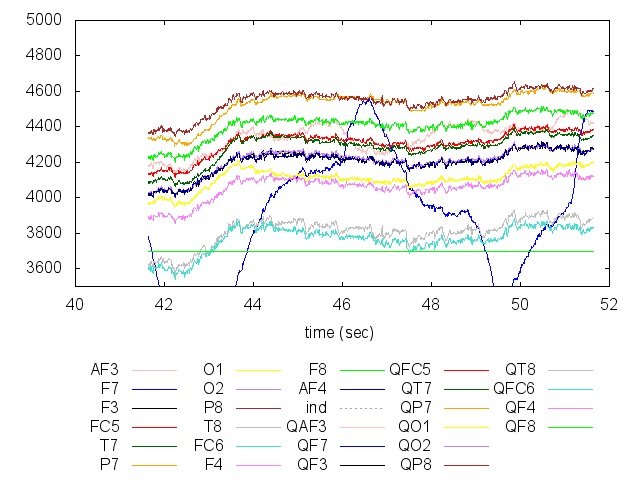 5000
4800
4600
4400
4200
4000
3800
3600
40 42 44 46 48 50 52
time (sec)
AF3 O1 F8 QFC5 QT8
F7 O2 AF4 QT7 QFC6
F3 P8 ind QP7 QF4
FC5 T8 QAF3 QO1 QF8
T7 FC6 QF7 QO2
P7 F4 QF3 QP8